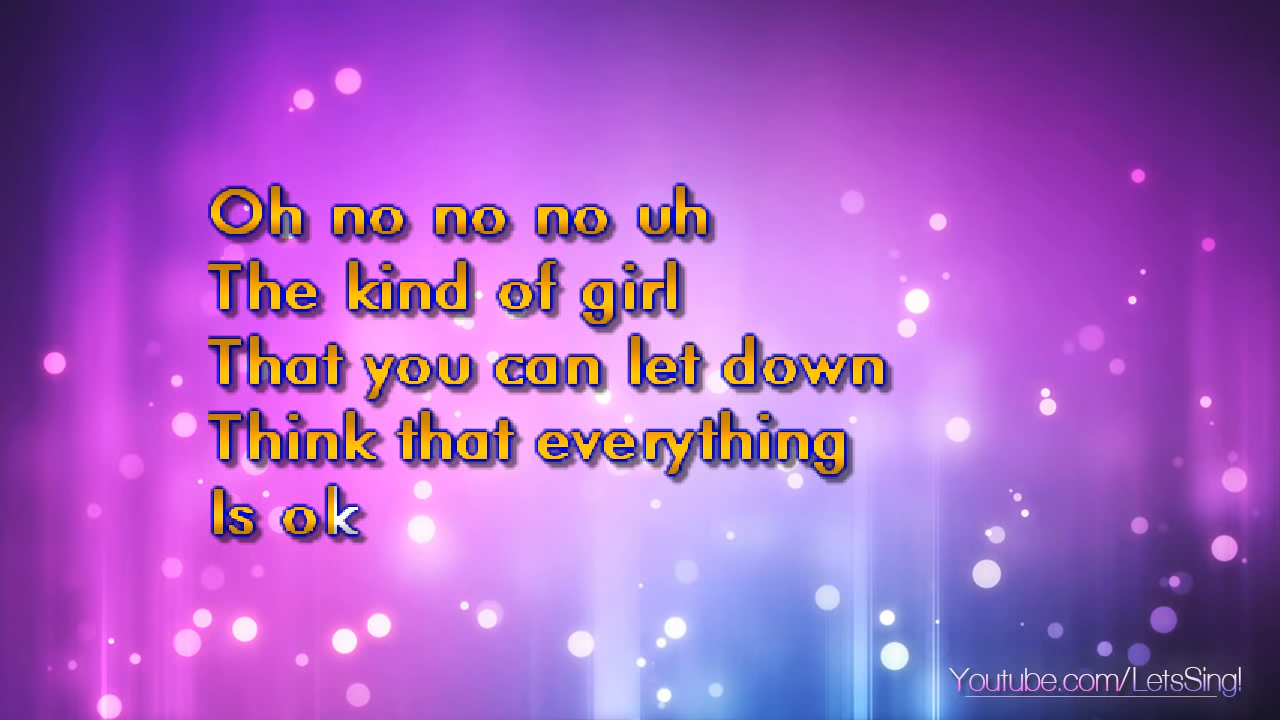 Oh no no no uh
The kind of girl
That you can let down
Think that everything
Is ok
Youtube.com/LetsSing!